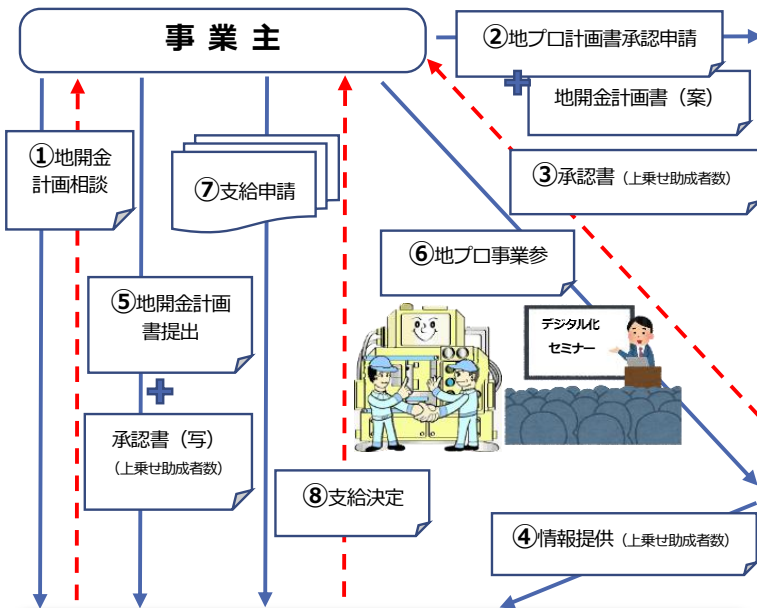 事 業 主
②地プロ計画書承認申請
地開金計画書（案）
①地開金
計画相談
③承認書（上乗せ助成者数）
⑦支給申請
⑥地プロ事業参
⑤地開金計画
書提出
デジタル化
セミナー
承認書（写）
（上乗せ助成者数）
⑧支給決定
④情報提供（上乗せ助成者数）